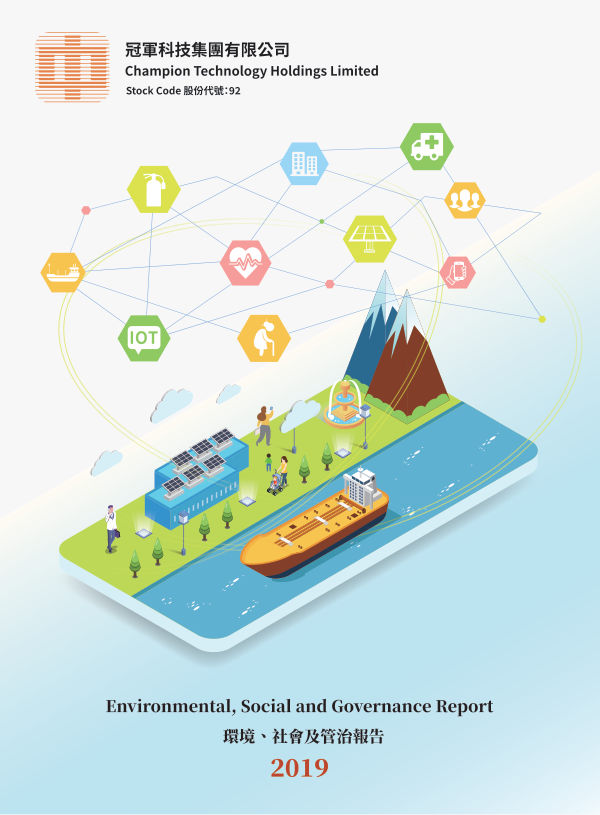 冠軍科技集團有限公司
Champion Technology Holdings Limited
Stock Code 股份代號：92
IOT
Environmental, Social and Governance Report
環境、社會及管治報告
2019